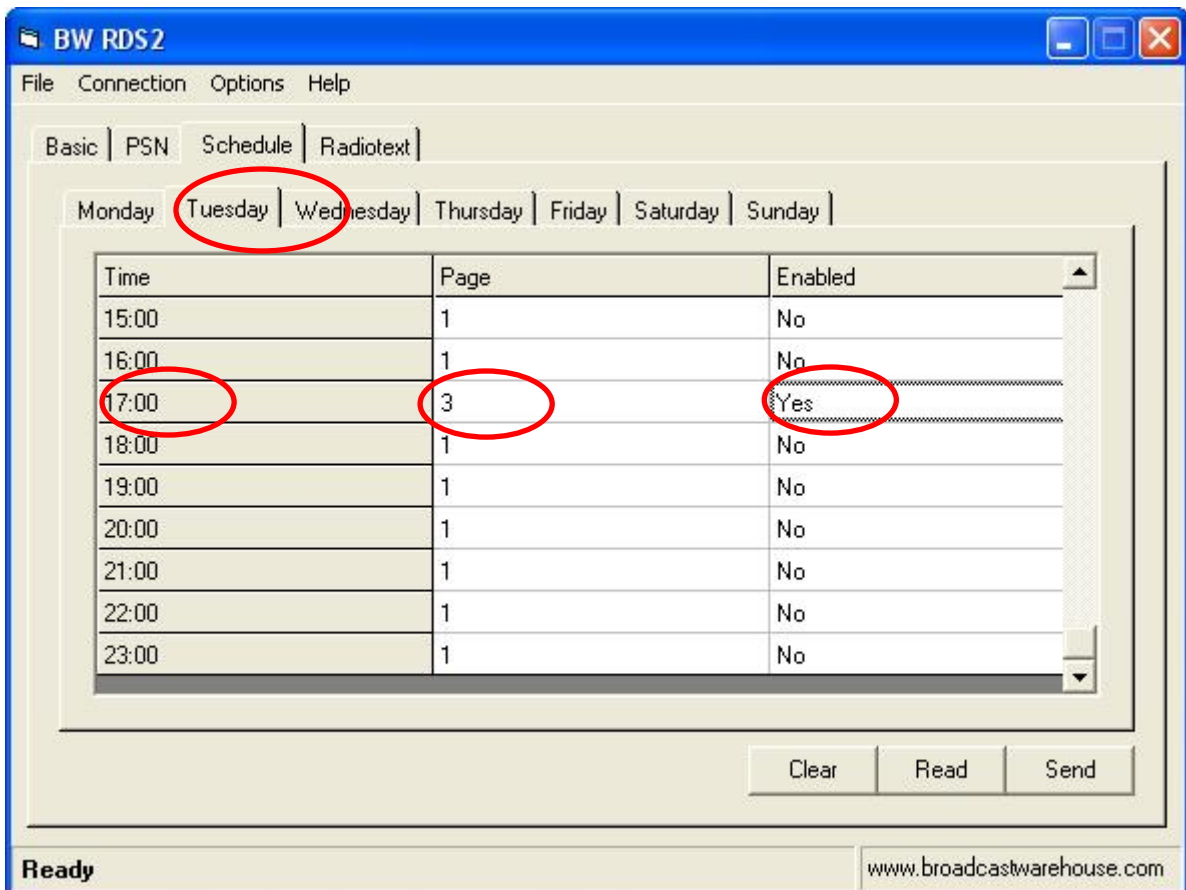 BW RDS2
File Connection Options Help
Basic PSN Schedule Radiotext
Monday Tuesday Wednesday Thursday Friday Saturday Sunday
Time Page Enabled
15:00 1 No
16:00 1 No
17:00 3 Yes
18:00 1 No
19:00 1 No
20:00 1 No
21:00 1 No
22:00 1 No
23:00 1 No
Clear Read Send
Ready www.broadcastwarehouse.com